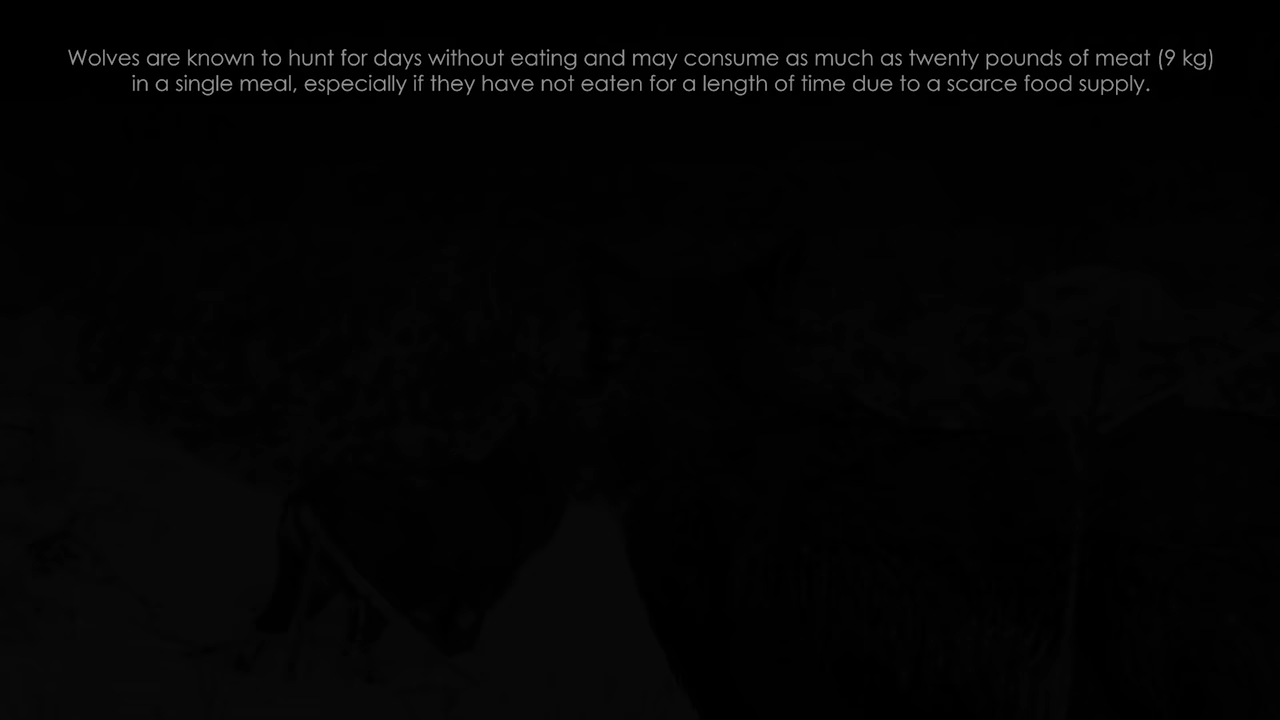 Wolves are known to hunt for days without eating and may consume as much as twenty pounds of meat (9 kg)
in a single meal, especially if they have not eaten for a length of time due to a scarce food supply.